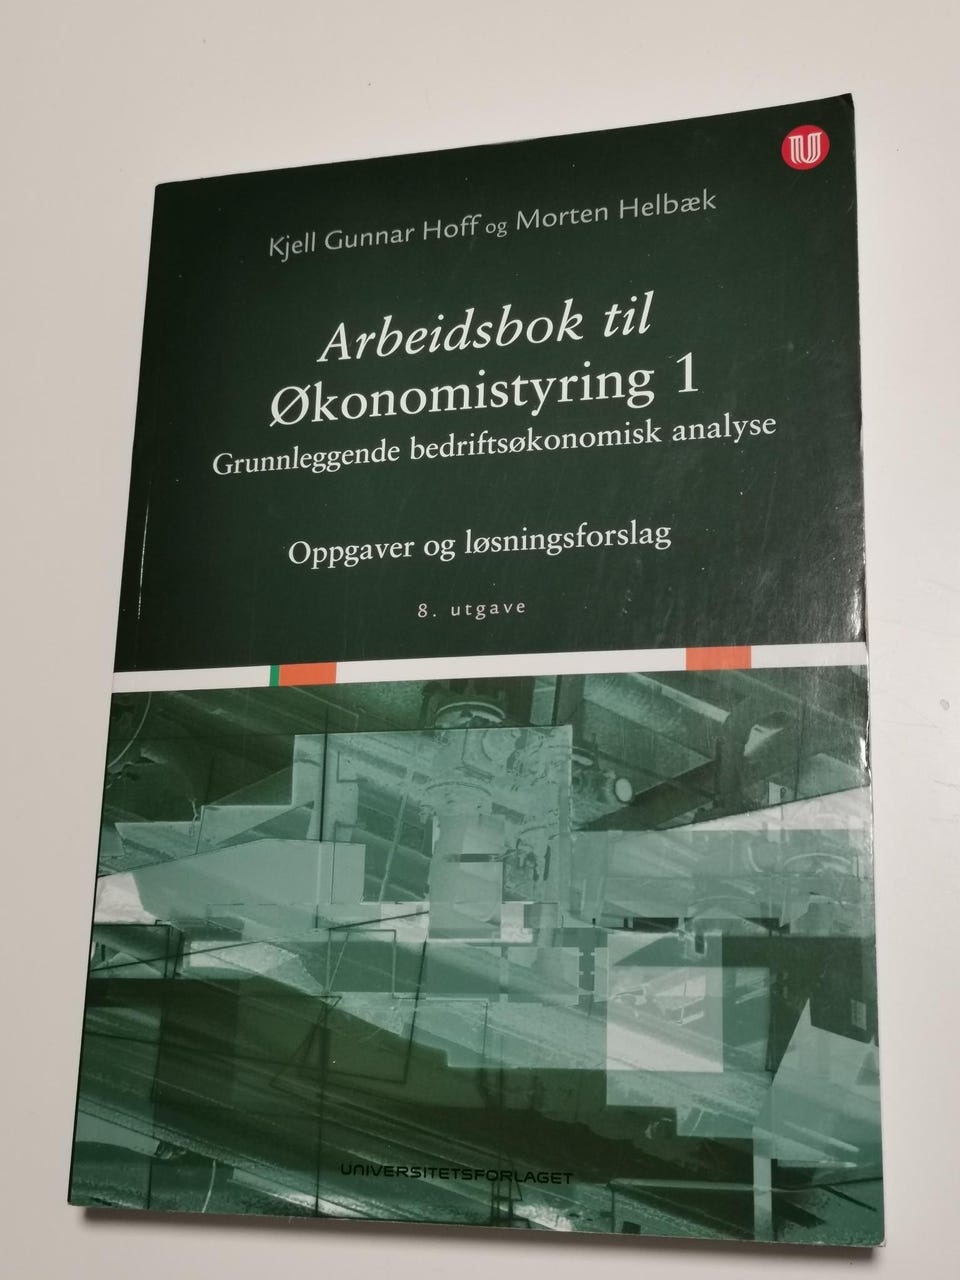 U
Kjell Gunnar Hoff og Morten Helbæk
Arbeidsbok til
Økonomistyring 1
Grunnleggende bedriftsøkonomisk analyse
Oppgaver og løsningsforslag
8. utgave
UNIVERSITETSFORLAGET